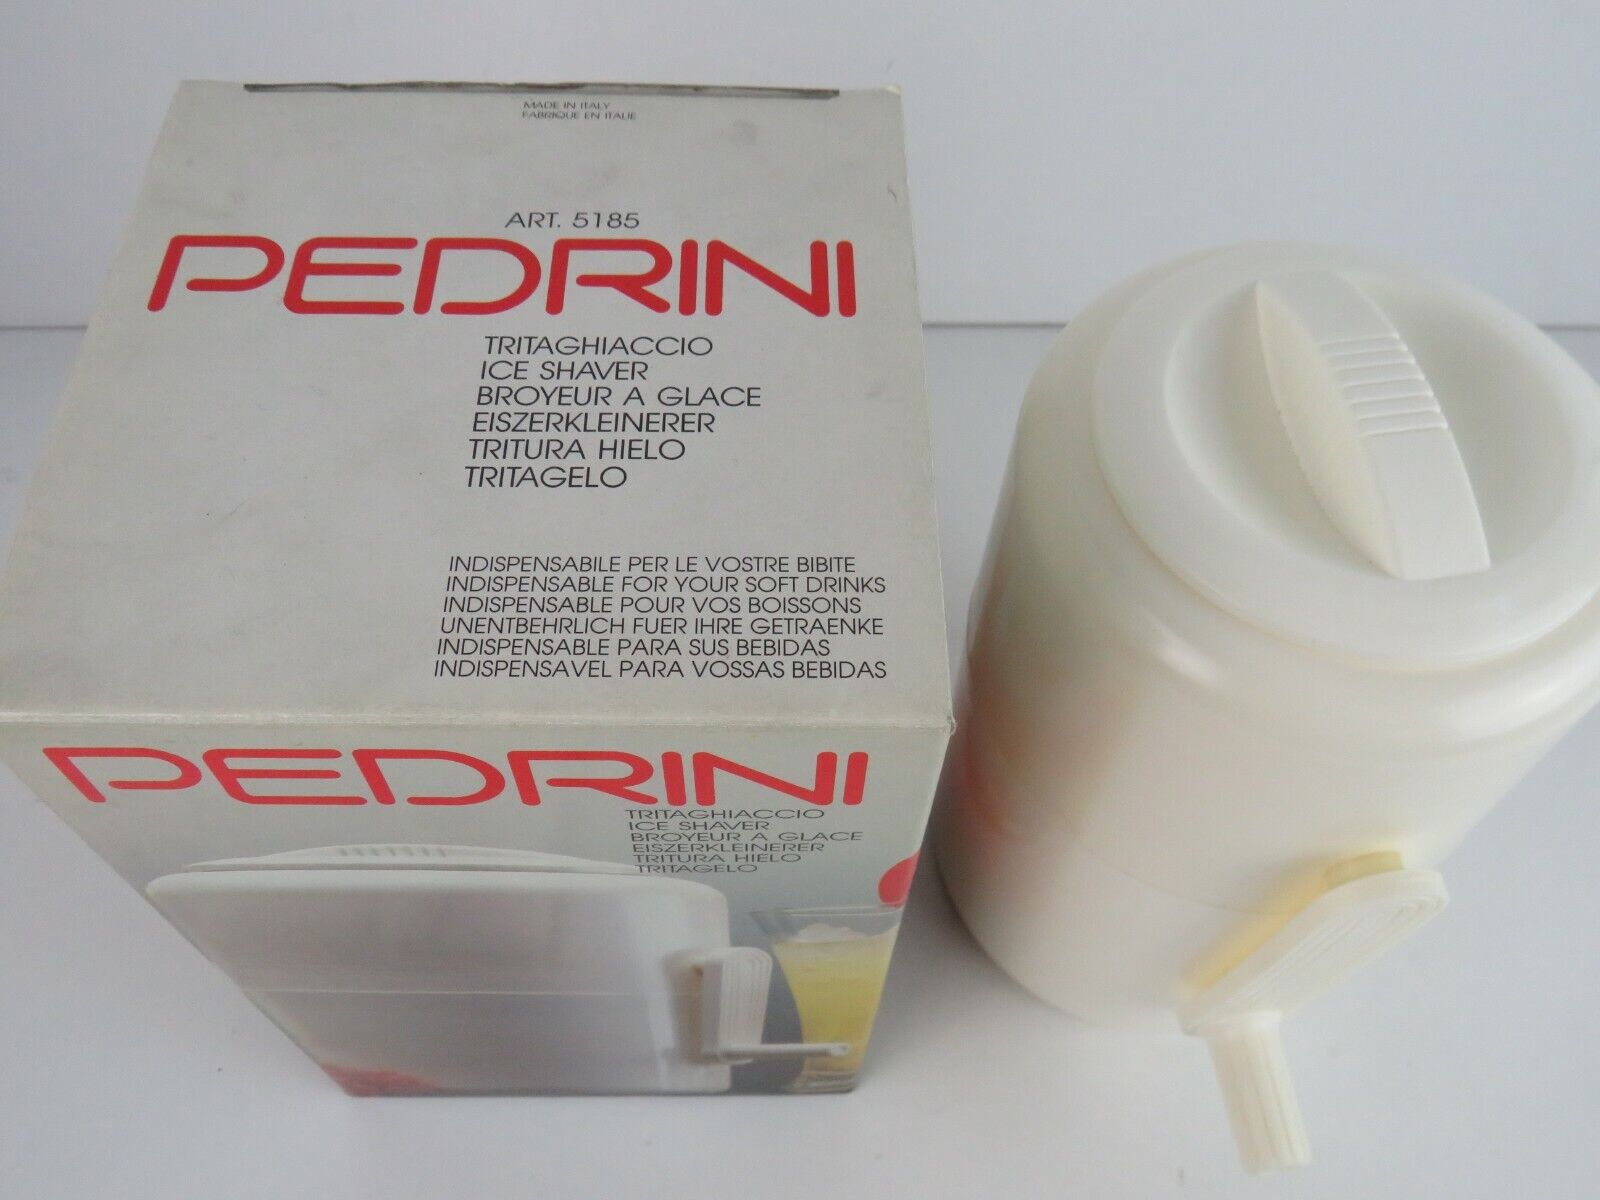 MADE IN ITALY
FABRIQUE EN ITALIE
ART. 5185
PEDRINI
TRITAGHIACCIO
ICE SHAVER
BROYEUR A GLACE
EISZERKLEINERER
TRITURA HIELO
TRITAGELO
INDISPENSABILE PER LE VOSTRE BIBITE
INDISPENSABLE FOR YOUR SOFT DRINKS
INDISPENSABLE POUR VOS BOISSONS
UNENTBEHRLICH FUER IHRE GETRAENKE
INDISPENSABLE PARA SUS BEBIDAS
INDISPENSAVEL PARA VOSSAS BEBIDAS
PEDRINI
TRITAGHIACCIO
ICE SHAVER
BROYEUR A GLACE
EISZERKLEINERER
TRITURA HIELO
TRITAGELO